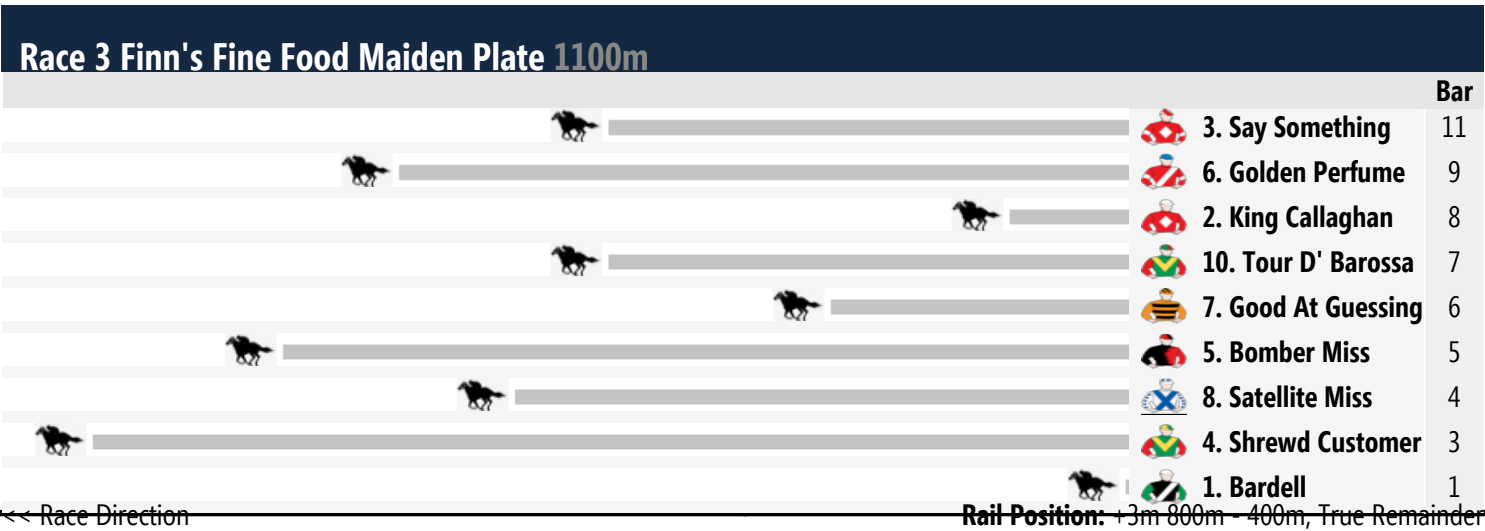 Race 3 Finn's Fine Food Maiden Plate 1100m
Bar
3. Say Something 11
6. Golden Perfume 9
2. King Callaghan 8
10. Tour D' Barossa 7
7. Good At Guessing 6
5. Bomber Miss 5
8. Satellite Miss 4
4. Shrewd Customer 3
1. Bardell 1
<< Race Direction Rail Position: +3m 800m - 400m, True Remainder